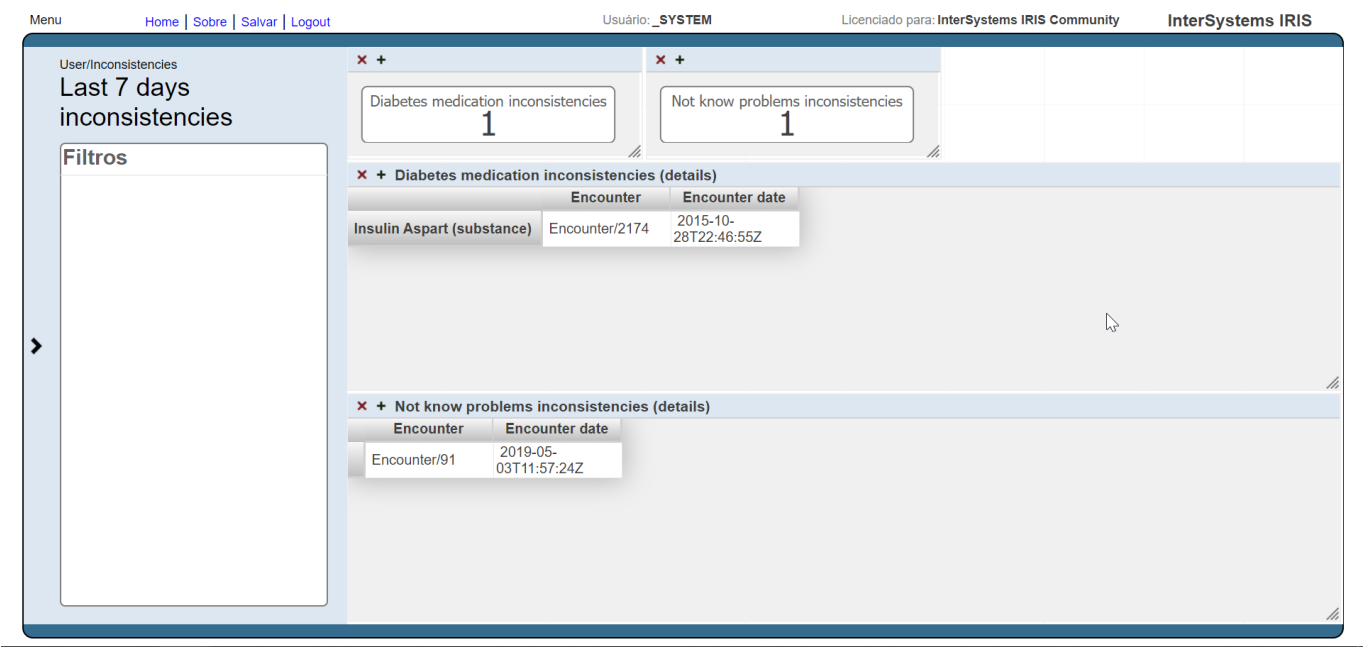 Menu Home | Sobre | Salvar | Logout Usuário: _SYSTEM Licenciado para: InterSystems IRIS Community InterSystems IRIS
User/Inconsistencies
Last 7 days
inconsistencies
Filtros
Diabetes medication inconsistencies
1
Not know problems inconsistencies
1
Diabetes medication inconsistencies (details)
Encounter Encounter date
Insulin Aspart (substance) Encounter/2174 2015-10-
28T22:46:55Z
Not know problems inconsistencies (details)
Encounter Encounter date
Encounter/91 2019-05-
03T11:57:24Z